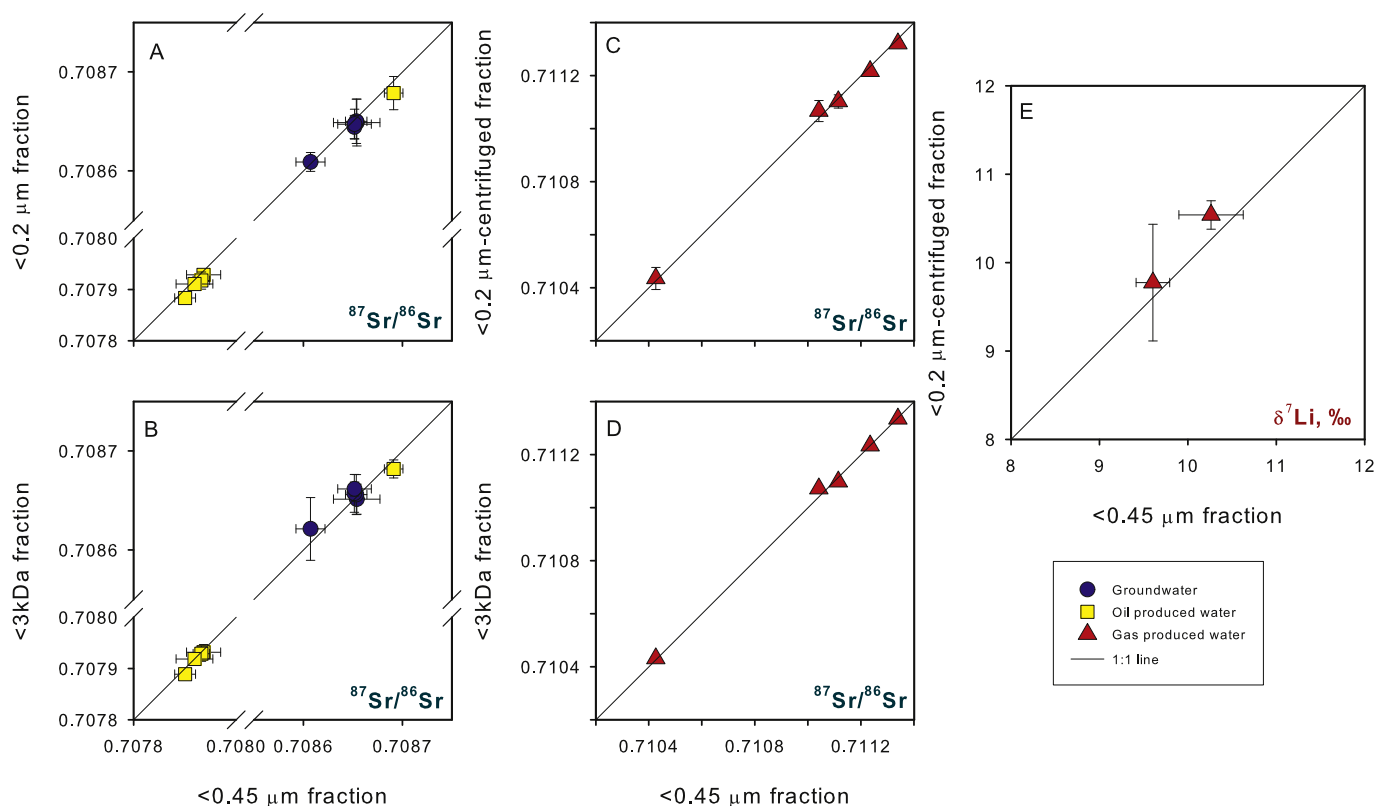 A
0.7087
0.7086
0.7080
0.7079
0.7078
<0.2 μm fraction
⁸⁷Sr/⁸⁶Sr
C
0.7112
0.7108
0.7104
<0.2 μm-centrifuged fraction
⁸⁷Sr/⁸⁶Sr
B
0.7087
0.7086
0.7080
0.7079
0.7078
<3kDa fraction
⁸⁷Sr/⁸⁶Sr
0.7078
0.7080
0.7086
0.7087
<0.45 μm fraction
D
0.7112
0.7108
0.7104
<3kDa fraction
⁸⁷Sr/⁸⁶Sr
0.7104
0.7108
0.7112
<0.45 μm fraction
E
12
11
10
9
8
<0.2 μm-centrifuged fraction
δ⁷Li, ‰
8
9
10
11
12
<0.45 μm fraction
Groundwater
Oil produced water
Gas produced water
1:1 line